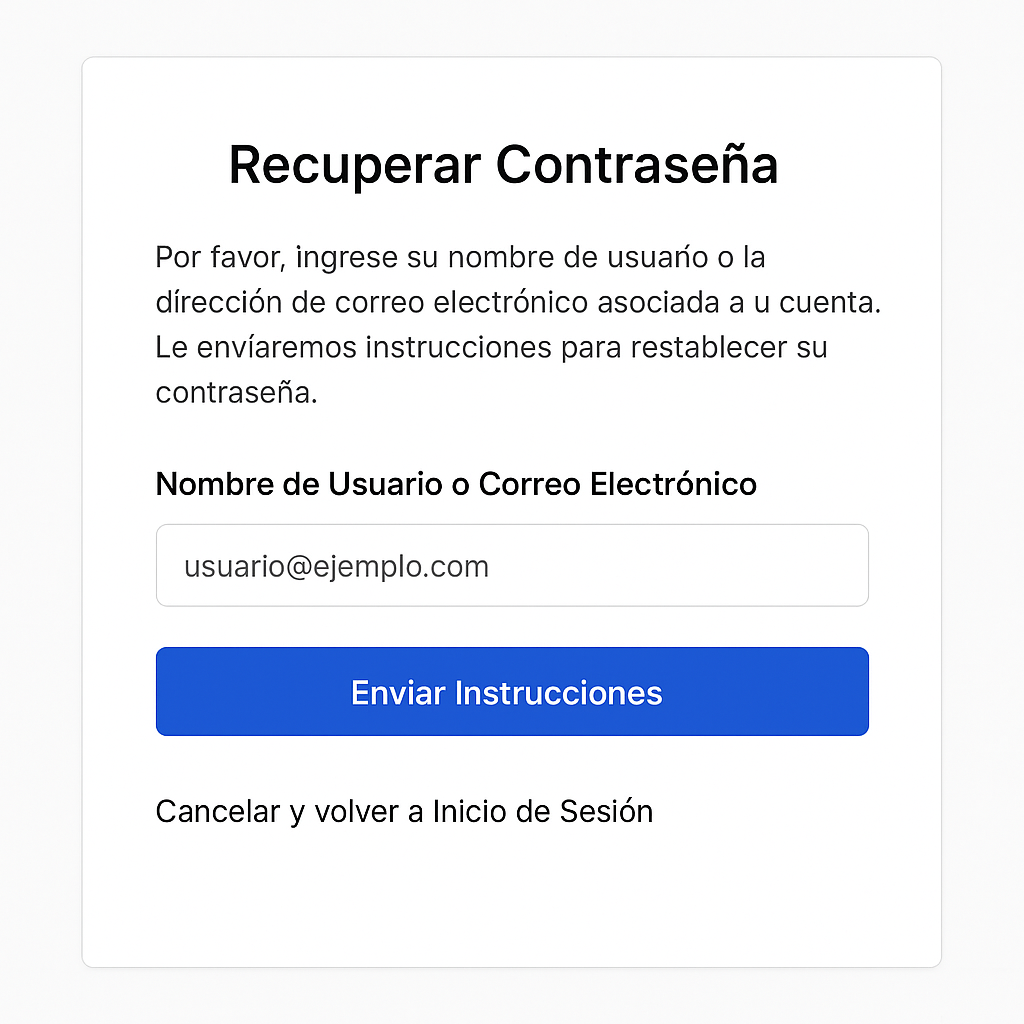 Recuperar Contraseña
Por favor, ingrese su nombre de usuaŕıo o la
dírección de correo electrónico asociada a u cuenta.
Le envíaremos instrucciones para restablecer su
contraseña.
Nombre de Usuario o Correo Electrónico
usuario@ejemplo.com
Enviar Instrucciones
Cancelar y volver a Inicio de Sesión